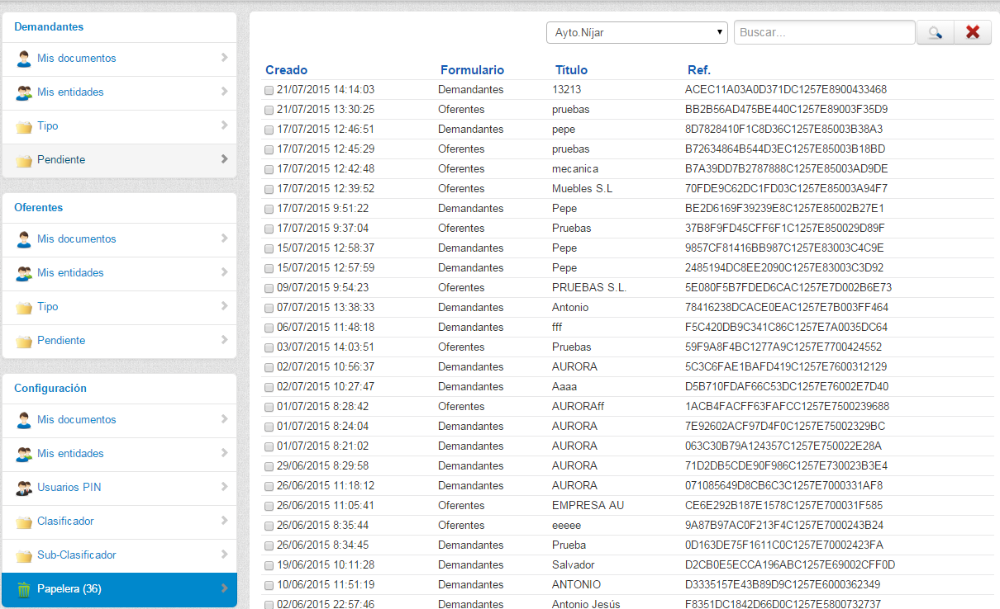 Demandantes
Mis documentos
Mis entidades
Tipo
Pendiente
Oferentes
Mis documentos
Mis entidades
Tipo
Pendiente
Configuración
Mis documentos
Mis entidades
Usuarios PIN
Clasificador
Sub-Clasificador
Papelera (36)
Ayto.Níjar Buscar...
Creado Formulario Título Ref.
21/07/2015 14:14:03 Demandantes 13213 ACEC11A03A0D371DC1257E8900433468
21/07/2015 13:30:25 Oferentes pruebas BB2B56AD475BE440C1257E89003F35D9
17/07/2015 12:46:51 Demandantes pepe 8D7828410F1C8D36C1257E85003B38A3
17/07/2015 12:45:29 Oferentes pruebas B72634864B544D3EC1257E85003B18BD
17/07/2015 12:42:48 Oferentes mecanica B7A39DD7B2787888C1257E85003AD9DE
17/07/2015 12:39:52 Oferentes Muebles S.L 70FDE9C62DC1FD03C1257E85003A94F7
17/07/2015 9:51:22 Demandantes Pepe BE2D6169F39239E8C1257E85002B27E1
17/07/2015 9:37:04 Oferentes Pruebas 37B8F9FD45CFF6F1C1257E850029D89F
15/07/2015 12:58:37 Demandantes Pepe 9857CF81416BB987C1257E83003C4C9E
15/07/2015 12:57:59 Demandantes Pepe 2485194DC8EE2090C1257E83003C3D92
09/07/2015 9:54:23 Oferentes PRUEBAS S.L. 5E080F5B7FDED6CAC1257E7D002B6E73
07/07/2015 13:38:33 Demandantes Antonio 78416238DCACE0EAC1257E7B003FF464
06/07/2015 11:48:18 Demandantes fff F5C420DB9C341C86C1257E7A0035DC64
03/07/2015 14:03:51 Oferentes Pruebas 59F9A8F4BC1277A9C1257E7700424552
02/07/2015 10:56:37 Demandantes AURORA 5C3C6FAE1BAFD419C1257E7600312129
02/07/2015 10:27:47 Demandantes Aaaa D5B710FDAF66C53DC1257E76002E7D40
01/07/2015 8:28:42 Oferentes AURORAff 1ACB4FACFF63FAFCC1257E7500239688
01/07/2015 8:24:04 Demandantes AURORA 7E92602ACF97D4F0C1257E75002329BC
01/07/2015 8:21:02 Demandantes AURORA 063C30B79A124357C1257E750022E28A
29/06/2015 8:29:58 Demandantes AURORA 71D2DB5CDE90F986C1257E730023B3E4
26/06/2015 11:18:12 Demandantes AURORA 071085649D8CB6C3C1257E7000331AF8
26/06/2015 11:05:41 Oferentes EMPRESA AU CE6E292B187E1578C1257E700031F585
26/06/2015 8:35:44 Oferentes eeeee 9A87B97AC0F213F4C1257E7000243B24
26/06/2015 8:34:45 Demandantes Prueba 0D163DE75F1611C0C1257E70002423FA
19/06/2015 10:11:28 Demandantes Salvador D2CB0E5ECCA196ABC1257E69002CFF0D
10/06/2015 11:51:19 Demandantes ANTONIO D3335157E43B89D9C1257E6000362349
02/06/2015 22:57:46 Demandantes Antonio Jesús F8351DC1842D66D0C1257E5800732737